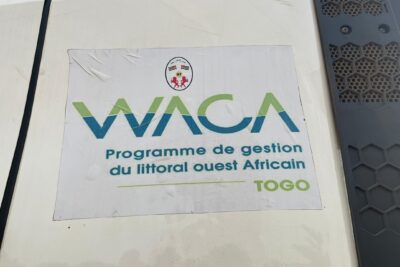 WACA
Programme de gestion
du littoral ouest Africain
TOGO